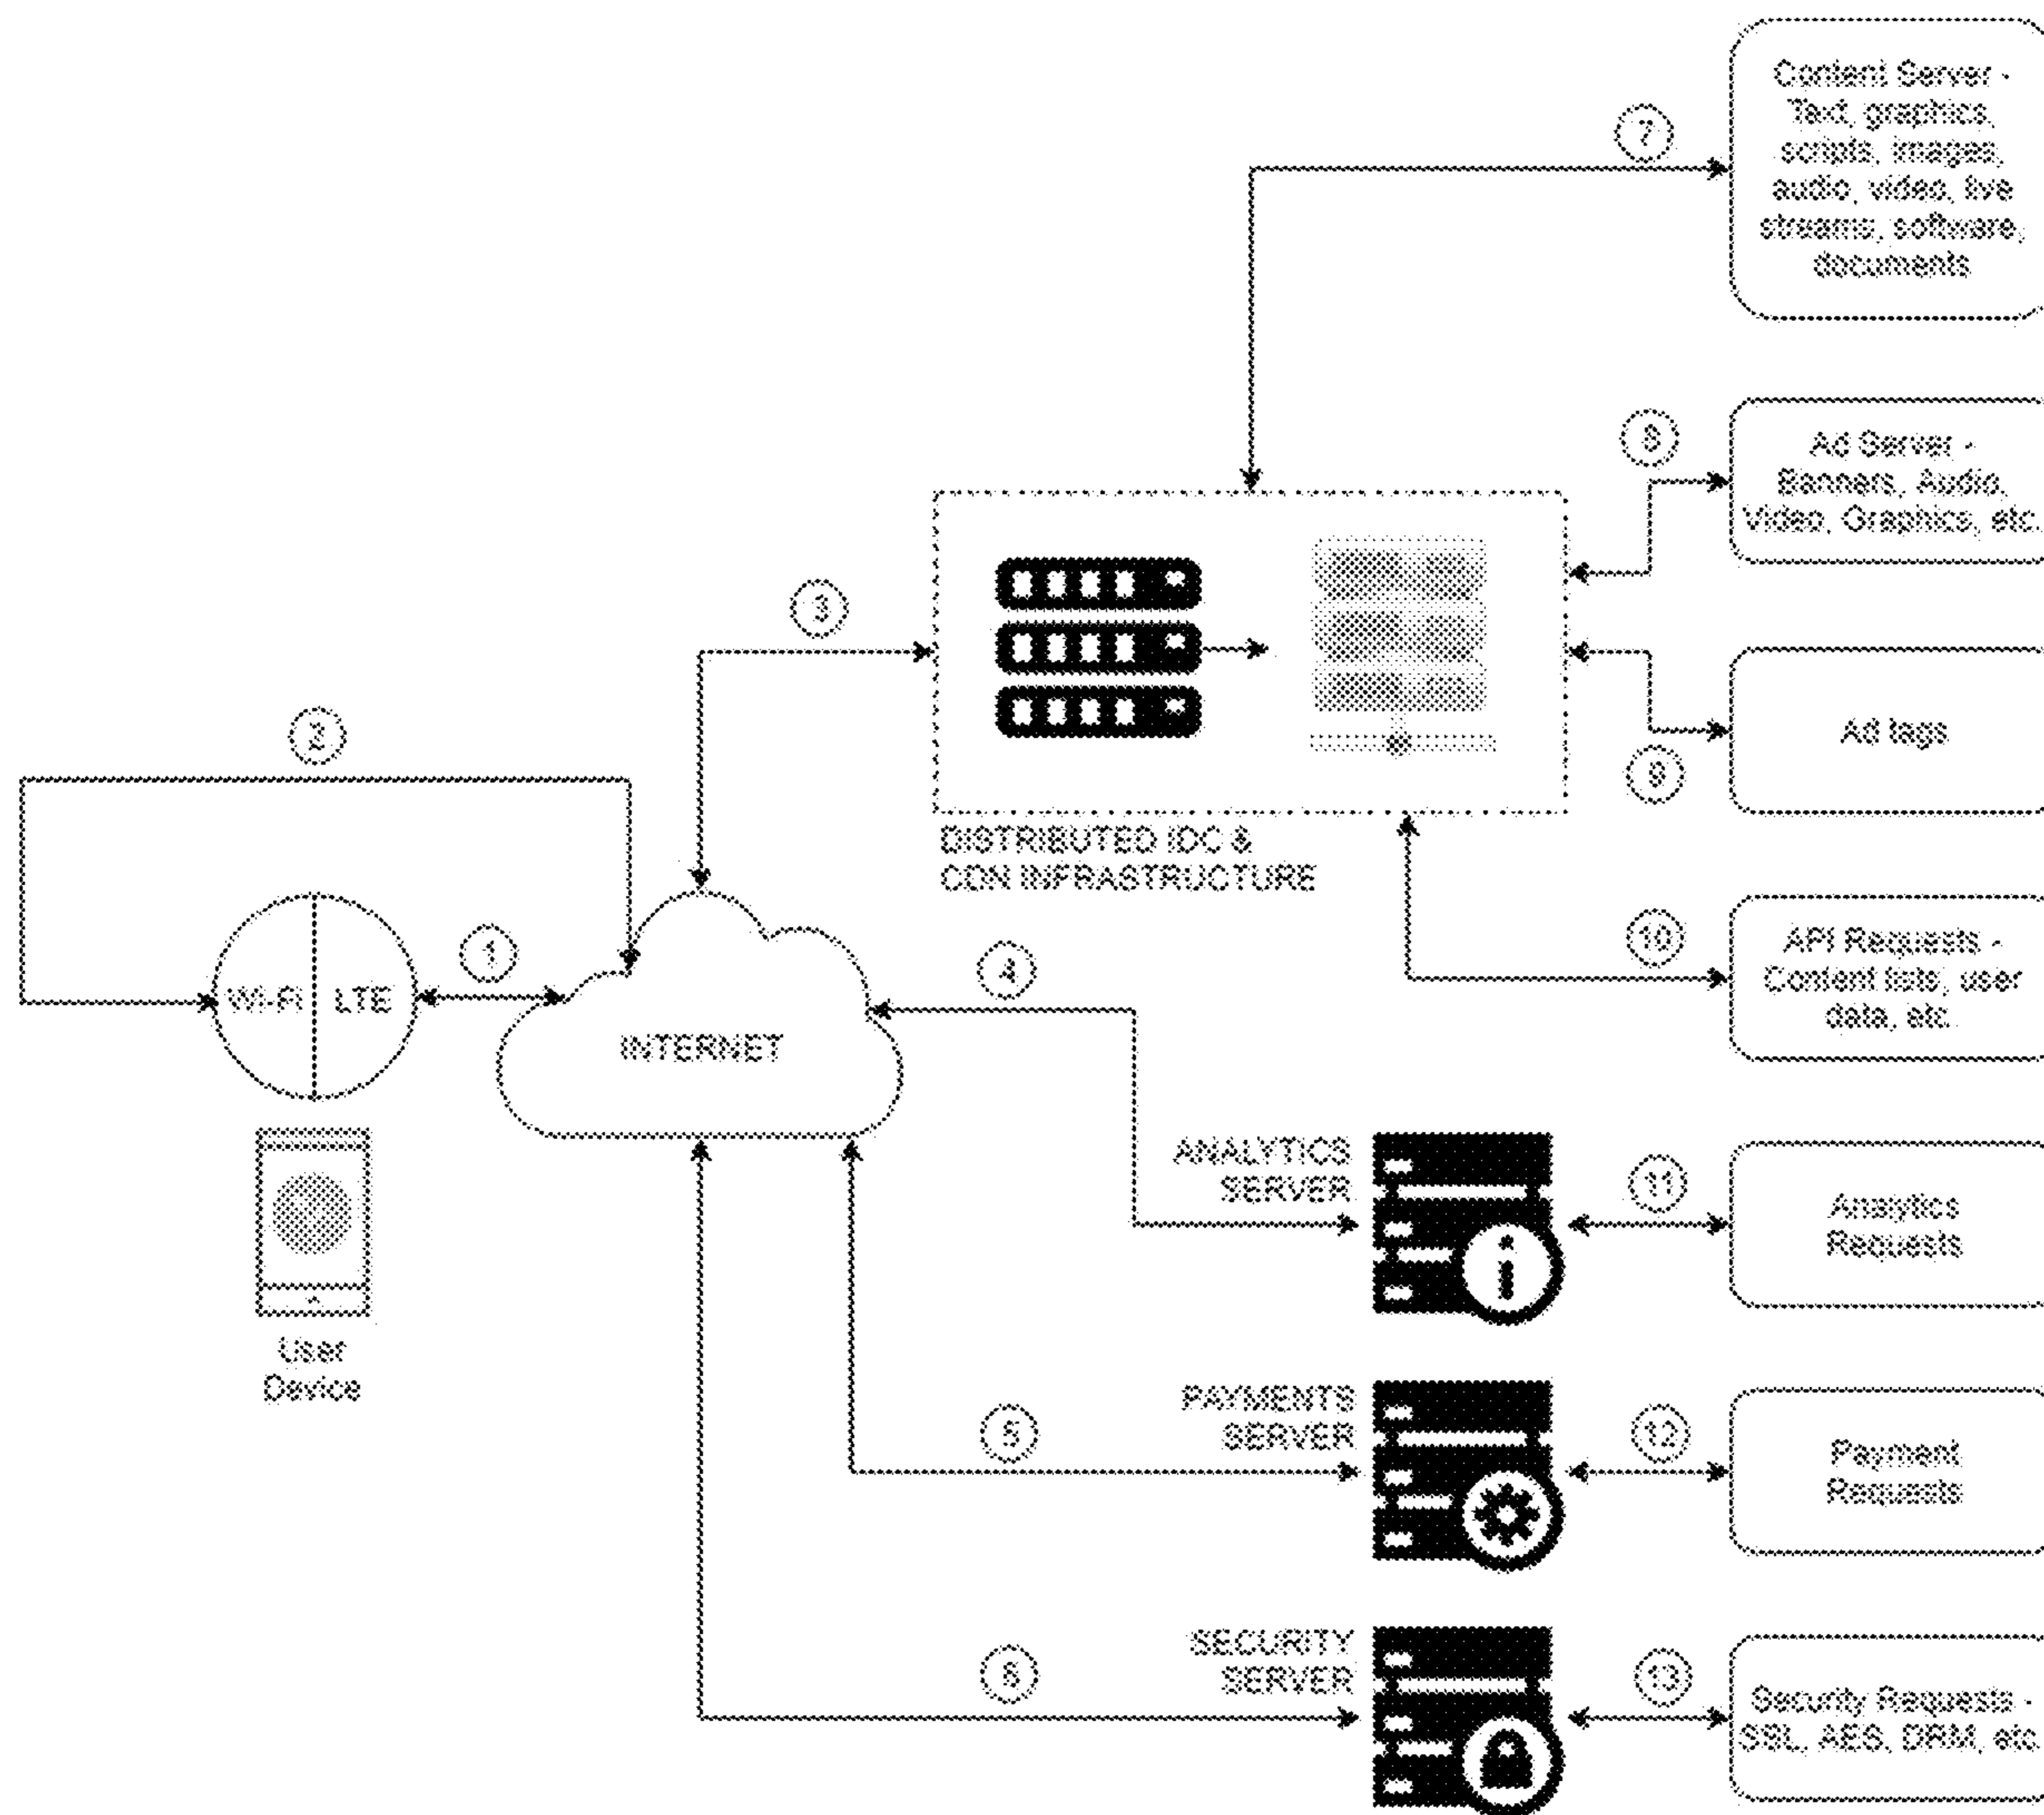 Content Server -
Text, graphics,
scripts, images,
audio, video, live
streams, software,
documents
7
8
Ad Server -
Banners, Audio,
Video, Graphics, etc.
3
2
Ad tags
9
DISTRIBUTED IDC &
CDN INFRASTRUCTURE
10
API Requests -
Content lists, user
data, etc.
1
4
Wi-Fi
LTE
INTERNET
ANALYTICS
SERVER
11
Analytics
Requests
User
Device
PAYMENTS
SERVER
5
12
Payment
Requests
SECURITY
SERVER
6
13
Security Requests -
SSL, AES, DRM, etc.